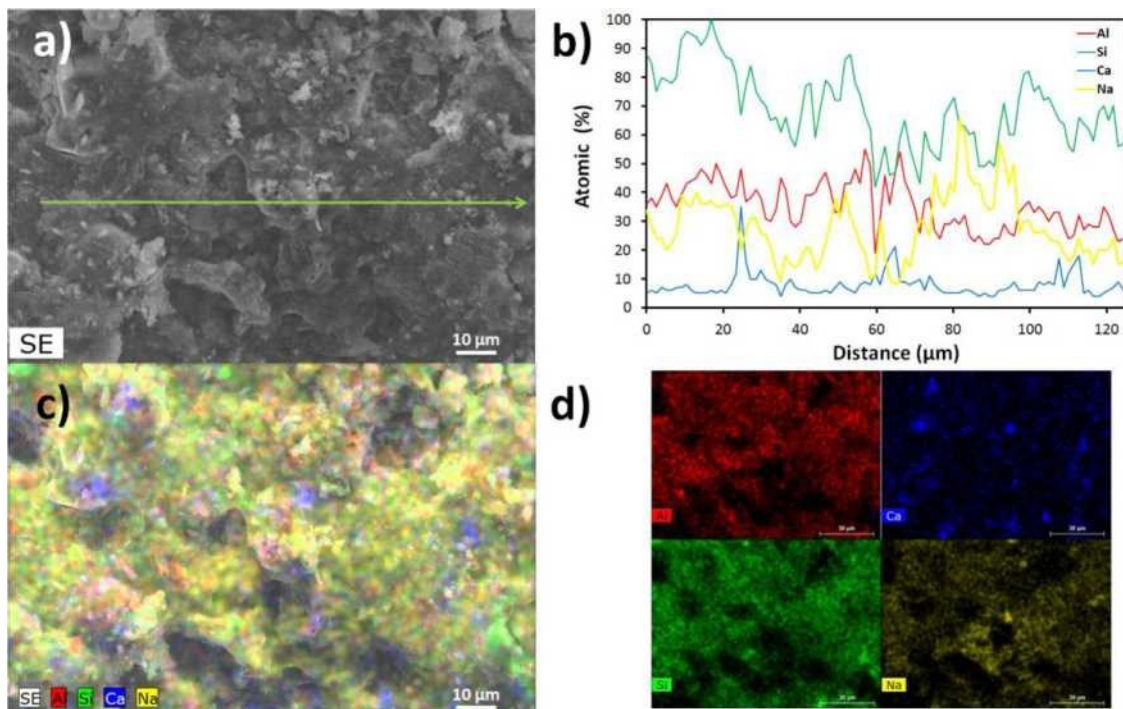 a)
SE
10 µm
b)
Al
Si
Ca
Na
Atomic (%)
100
90
80
70
60
50
40
30
20
10
0
0 20 40 60 80 100 120
Distance (µm)
c)
SE Al Si Ca Na
10 µm
d)
Al
Ca
Si
Na